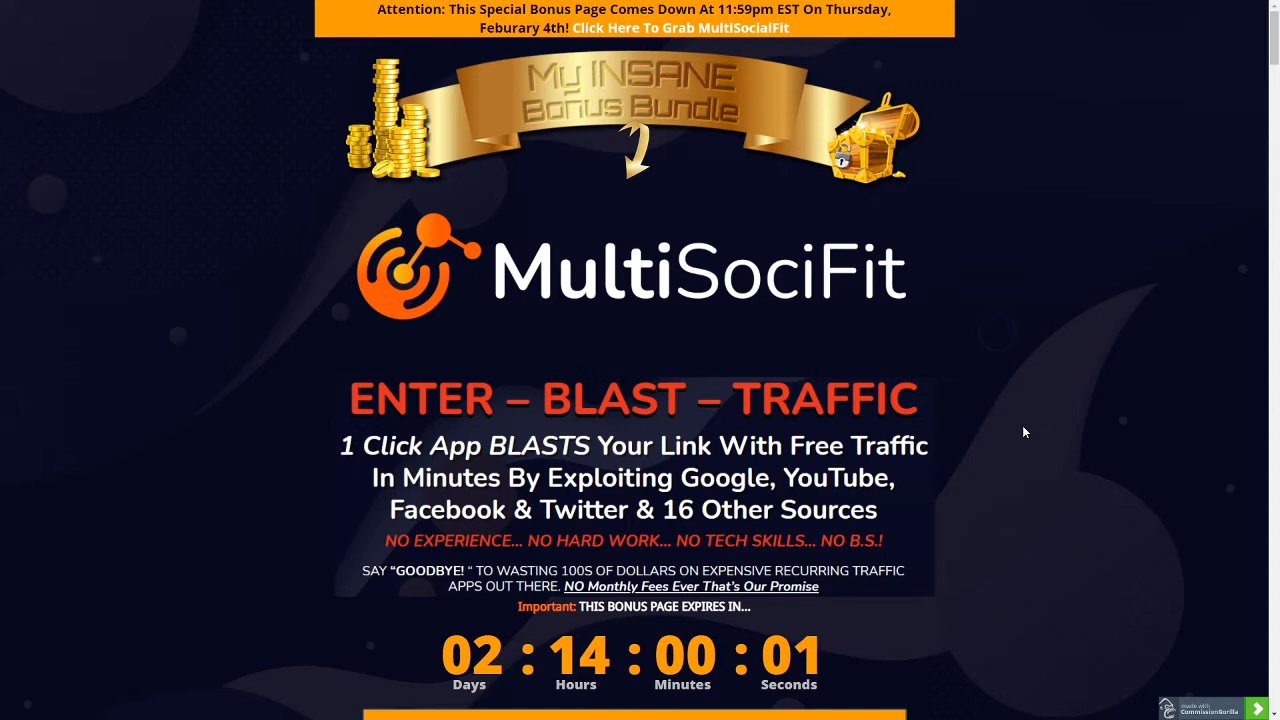 Attention: This Special Bonus Page Comes Down At 11:59pm EST On Thursday,
Feburary 4th! Click Here To Grab MultiSocialFit
My INSANE
Bonus Bundle
MultiSociFit
ENTER – BLAST – TRAFFIC
1 Click App BLASTS Your Link With Free Traffic
In Minutes By Exploiting Google, YouTube,
Facebook & Twitter & 16 Other Sources
NO EXPERIENCE... NO HARD WORK... NO TECH SKILLS... NO B.S.!
SAY “GOODBYE! “ TO WASTING 100S OF DOLLARS ON EXPENSIVE RECURRING TRAFFIC
APPS OUT THERE. NO Monthly Fees Ever That’s Our Promise
Important: THIS BONUS PAGE EXPIRES IN...
02 : 14 : 00 : 01
Days Hours Minutes Seconds
made with
CommissionGorilla